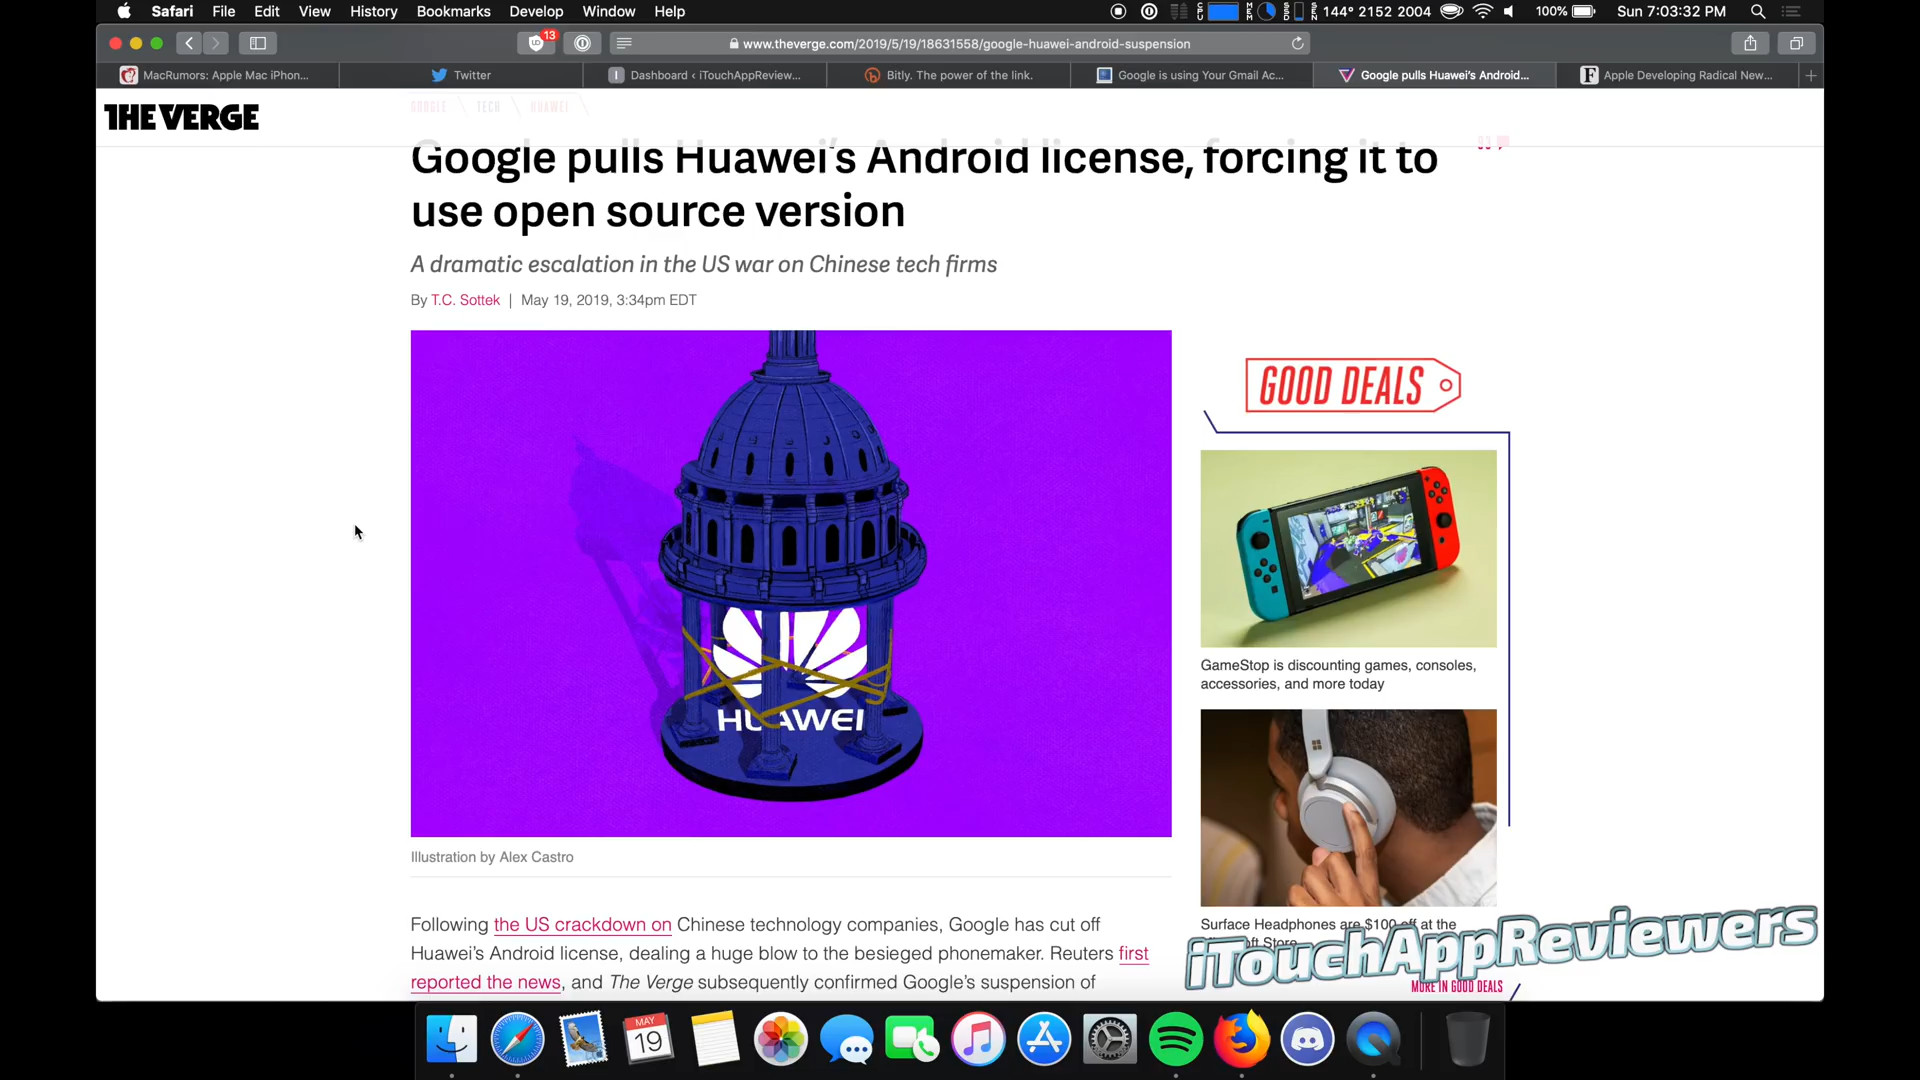 Safari File Edit View History Bookmarks Develop Window Help
144° 2152 2004 100% Sun 7:03:32 PM
13
www.theverge.com/2019/5/19/18631558/google-huawei-android-suspension
MacRumors: Apple Mac iPhon...
Twitter
Dashboard ‹ iTouchAppReview...
Bitly. The power of the link.
Google is using Your Gmail Ac...
Google pulls Huawei's Android...
Apple Developing Radical New...
THE VERGE
GOOGLE TECH HUAWEI
Google pulls Huawei's Android license, forcing it to
use open source version
A dramatic escalation in the US war on Chinese tech firms
By T.C. Sottek | May 19, 2019, 3:34pm EDT
HUAWEI
Illustration by Alex Castro
Following the US crackdown on Chinese technology companies, Google has cut off
Huawei's Android license, dealing a huge blow to the besieged phonemaker. Reuters first
reported the news, and The Verge subsequently confirmed Google's suspension of
GOOD DEALS
GameStop is discounting games, consoles,
accessories, and more today
Surface Headphones are $100 off at the
Store
MORE IN GOOD DEALS
iTouchAppReviewers
MAY
19